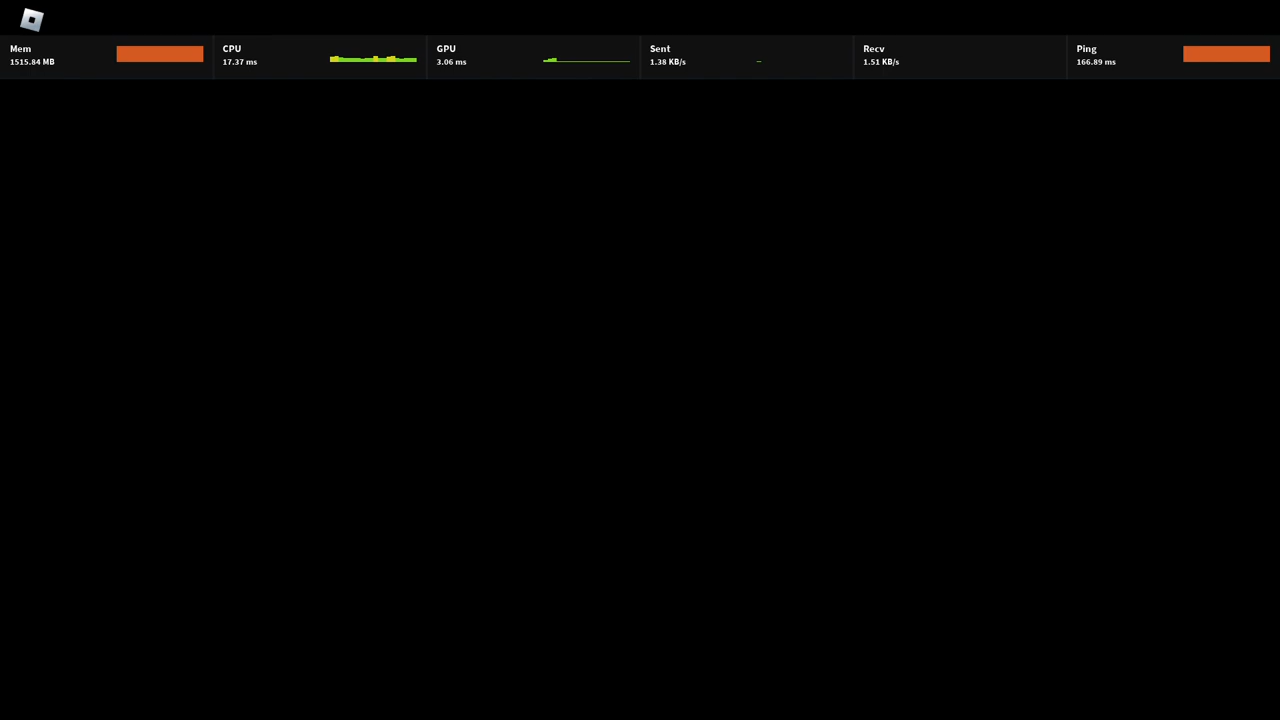 Mem
1515.84 MB
CPU
17.37 ms
GPU
3.06 ms
Sent
1.38 KB/s
Recv
1.51 KB/s
Ping
166.89 ms